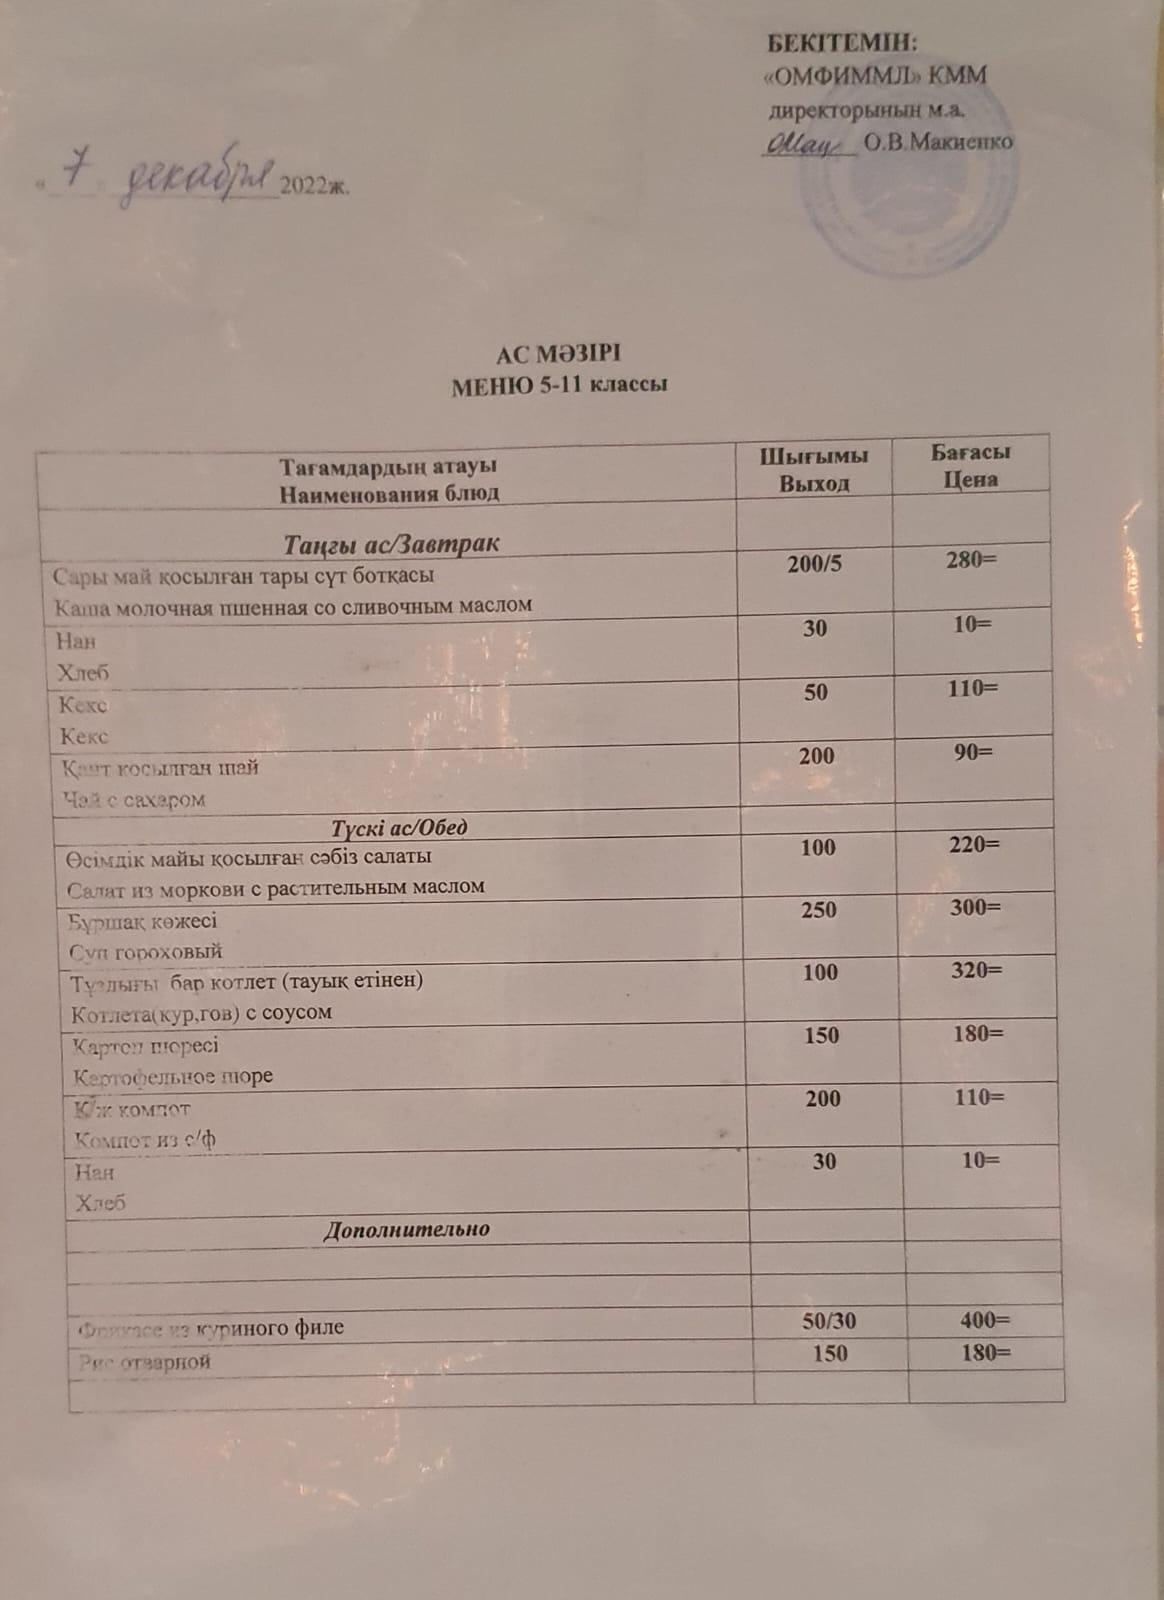 БЕКІТЕМІН:
«ОМФИММЛ» КММ
директорының м.а.
О.В.Макиенко
« 7 » декабря 2022ж.
АС МӘЗІРІ
МЕНЮ 5-11 классы
Тағамдардың атауы
Наименования блюд
Шығымы
Выход
Бағасы
Цена
Таңғы ас/Завтрак
Сары май қосылған тары сүт ботқасы
Каша молочная пшенная со сливочным маслом
200/5
280=
Нан
Хлеб
30
10=
Кекс
Кекс
50
110=
Қант қосылған шай
Чай с сахаром
200
90=
Түскі ас/Обед
Өсімдік майы қосылған сәбіз салаты
Салат из моркови с растительным маслом
100
220=
Бұршақ көжесі
Суп гороховый
250
300=
Тұздығы бар котлет (тауық етінен)
Котлета(кур,гов) с соусом
100
320=
Картоп пюресі
Картофельное пюре
150
180=
К/ж компот
Компот из с/ф
200
110=
Нан
Хлеб
30
10=
Дополнительно
Фрикасе из куриного филе
50/30
400=
Рис отварной
150
180=